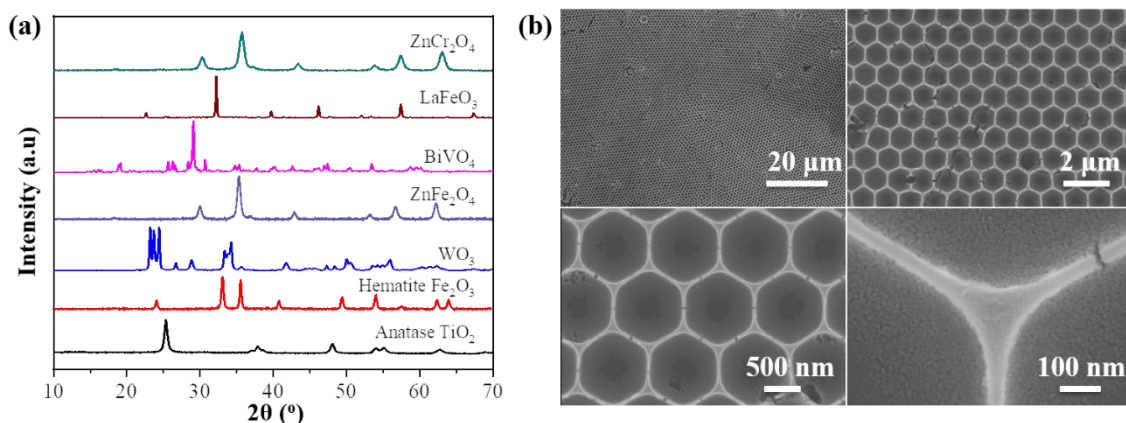 (a)
ZnCr₂O₄
LaFeO₃
BiVO₄
ZnFe₂O₄
WO₃
Hematite Fe₂O₃
Anatase TiO₂
Intensity (a.u)
10 20 30 40 50 60 70
2θ (°)
(b)
20 μm
2 μm
500 nm
100 nm